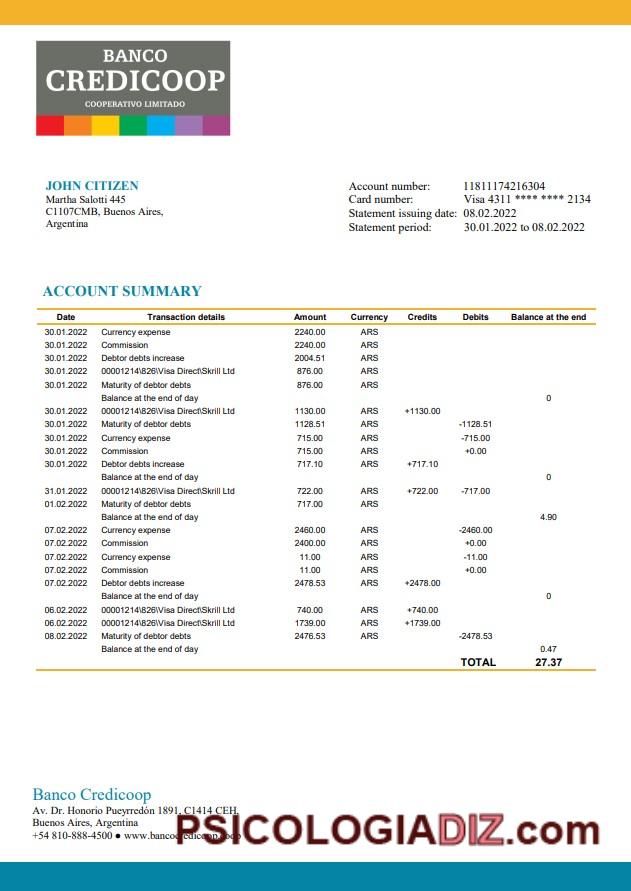 BANCO
CREDICOOP
COOPERATIVO LIMITADO
JOHN CITIZEN
Martha Salotti 445
C1107CMB, Buenos Aires,
Argentina
Account number: 11811174216304
Card number: Visa 4311 **** **** 2134
Statement issuing date: 08.02.2022
Statement period: 30.01.2022 to 08.02.2022
ACCOUNT SUMMARY
Date Transaction details Amount Currency Credits Debits Balance at the end
30.01.2022 Currency expense 2240.00 ARS
30.01.2022 Commission 2240.00 ARS
30.01.2022 Debtor debts increase 2004.51 ARS
30.01.2022 00001214\826\Visa Direct\Skrill Ltd 876.00 ARS
30.01.2022 Maturity of debtor debts 876.00 ARS
Balance at the end of day 0
30.01.2022 00001214\826\Visa Direct\Skrill Ltd 1130.00 ARS +1130.00
30.01.2022 Maturity of debtor debts 1128.51 ARS -1128.51
30.01.2022 Currency expense 715.00 ARS -715.00
30.01.2022 Commission 715.00 ARS +0.00
30.01.2022 Debtor debts increase 717.10 ARS +717.10
Balance at the end of day 0
31.01.2022 00001214\826\Visa Direct\Skrill Ltd 722.00 ARS +722.00 -717.00
01.02.2022 Maturity of debtor debts 717.00 ARS
Balance at the end of day 4.90
07.02.2022 Currency expense 2460.00 ARS -2460.00
07.02.2022 Commission 2400.00 ARS +0.00
07.02.2022 Currency expense 11.00 ARS -11.00
07.02.2022 Commission 11.00 ARS +0.00
07.02.2022 Debtor debts increase 2478.53 ARS +2478.00
Balance at the end of day 0
06.02.2022 00001214\826\Visa Direct\Skrill Ltd 740.00 ARS +740.00
06.02.2022 00001214\826\Visa Direct\Skrill Ltd 1739.00 ARS +1739.00
08.02.2022 Maturity of debtor debts 2476.53 ARS -2478.53
Balance at the end of day 0.47
TOTAL 27.37
Banco Credicoop
Av. Dr. Honorio Pueyrredón 1891, C1414 CEH,
Buenos Aires, Argentina
+54 810-888-4500 ● www.bancocredicoop.coop
PSICOLOGIADIZ.com